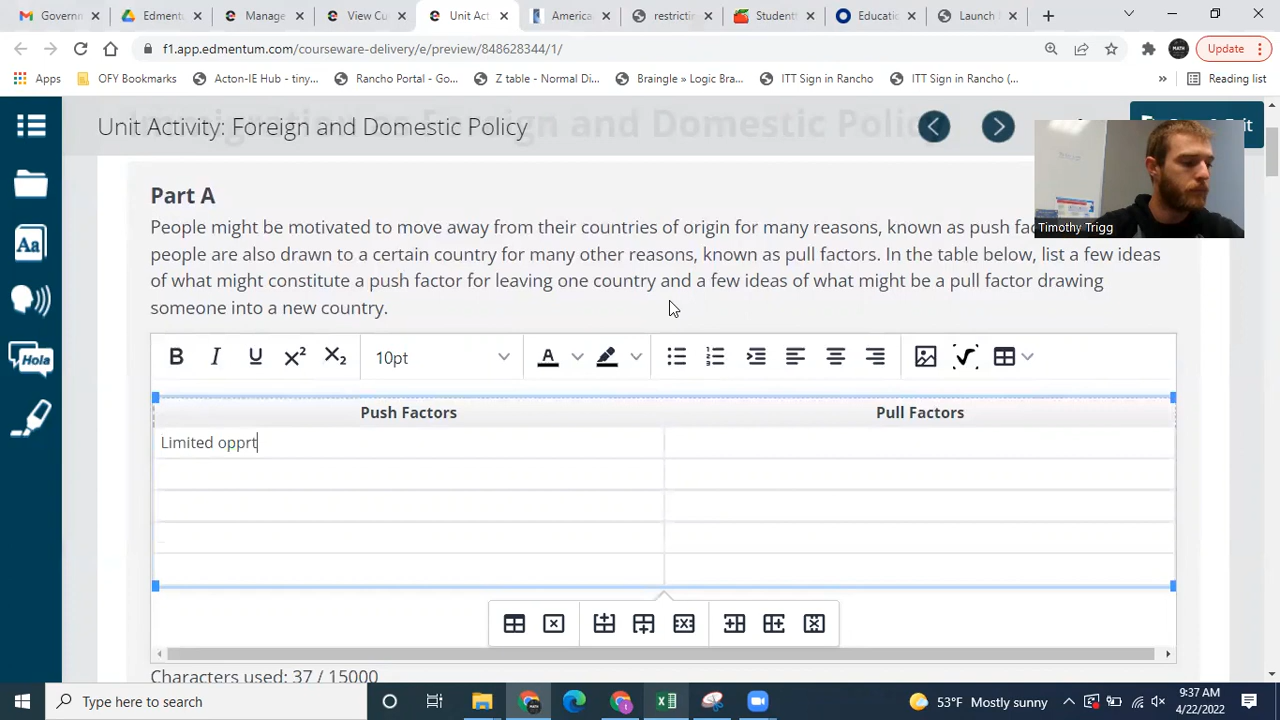 Governm
Edmentu
Manage
View Cu
Unit Act
America
restrictin
Student
Educatio
Launch
Update
f1.app.edmentum.com/courseware-delivery/e/preview/848628344/1/
Apps
OFY Bookmarks
Acton-IE Hub - tiny...
Rancho Portal - Go...
Z table - Normal Di...
Braingle » Logic Bra...
ITT Sign in Rancho
ITT Sign in Rancho (...
»
Reading list
Unit Activity: Foreign and Domestic Policy
Timothy Trigg
Part A
People might be motivated to move away from their countries of origin for many reasons, known as push fac
people are also drawn to a certain country for many other reasons, known as pull factors. In the table below, list a few ideas
of what might constitute a push factor for leaving one country and a few ideas of what might be a pull factor drawing
someone into a new country.
B I U X² X₂ 10pt A
Push Factors Pull Factors
Limited opprt
Characters used: 37 / 15000
Aa
Hola
Type here to search
53°F Mostly sunny
9:37 AM
4/22/2022